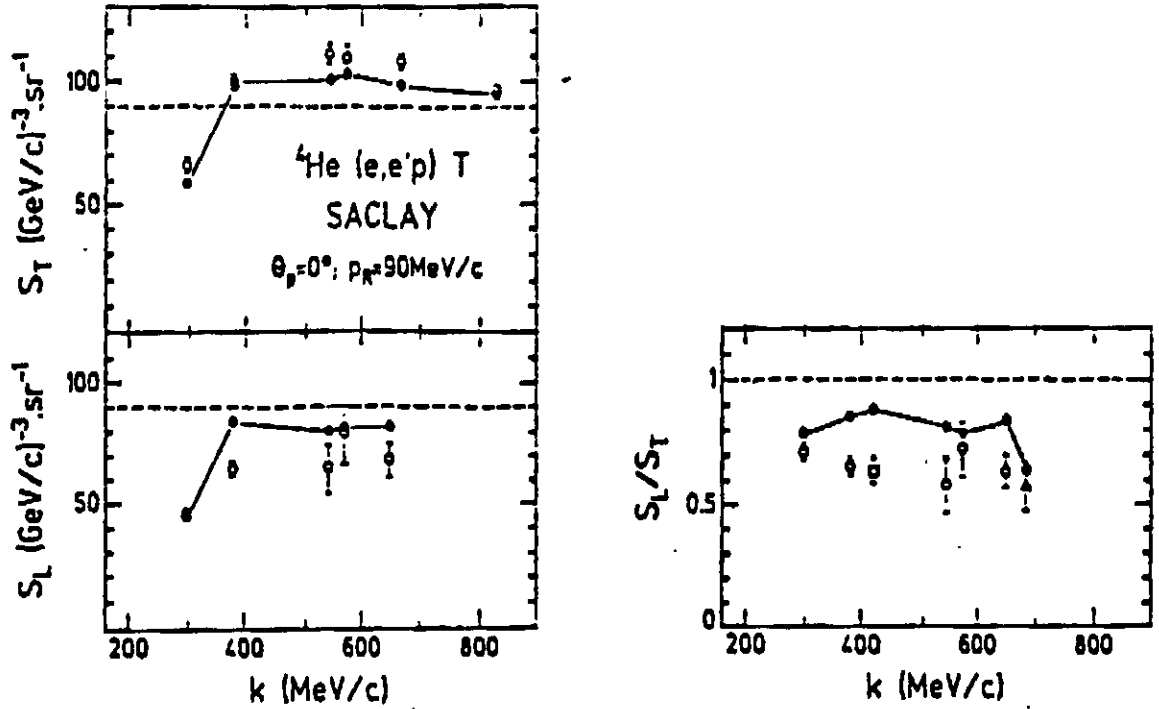 S_T (GeV/c)⁻³.sr⁻¹
100
50
⁴He (e,e'p) T
SACLAY
θ_p=0°; p_R=90MeV/c
S_L (GeV/c)⁻³.sr⁻¹
100
50
200 400 600 800
k (MeV/c)
S_L/S_T
1
0.5
0
200 400 600 800
k (MeV/c)